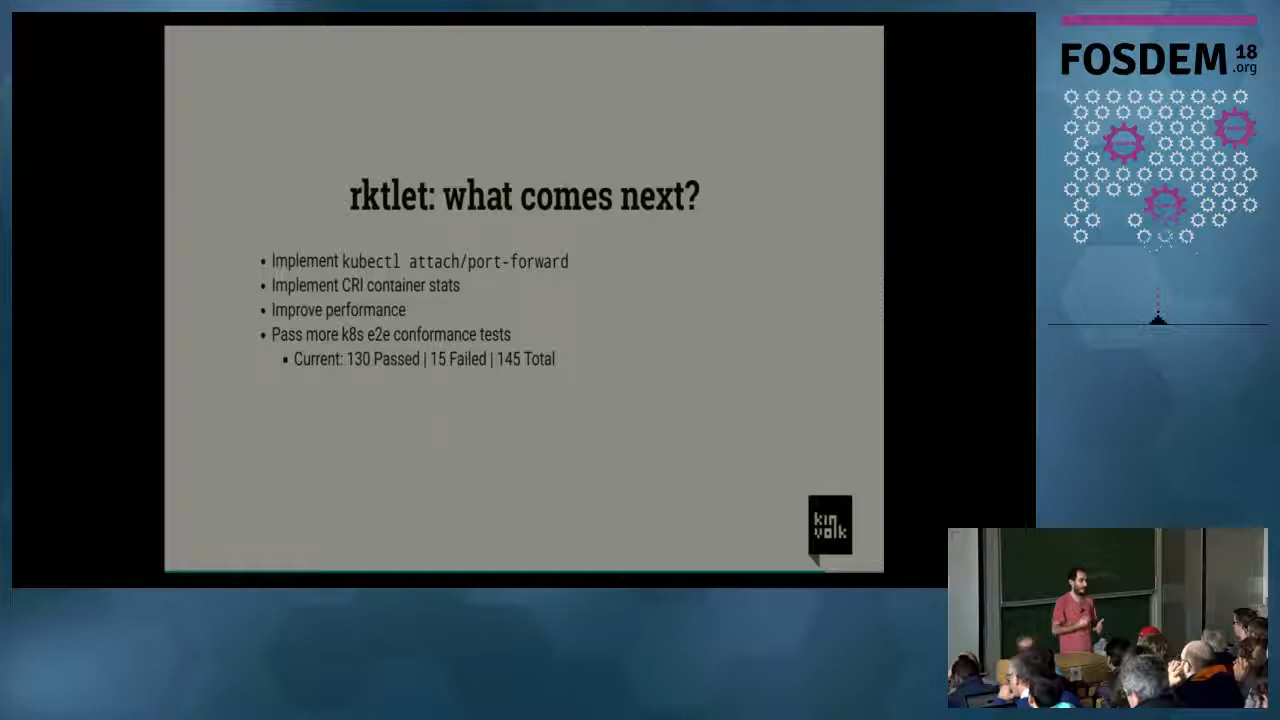 rktlet: what comes next?
• Implement kubectl attach/port-forward
• Implement CRI container stats
• Improve performance
• Pass more k8s e2e conformance tests
▪ Current: 130 Passed | 15 Failed | 145 Total
kin
volk
FOSDEM 18
.org